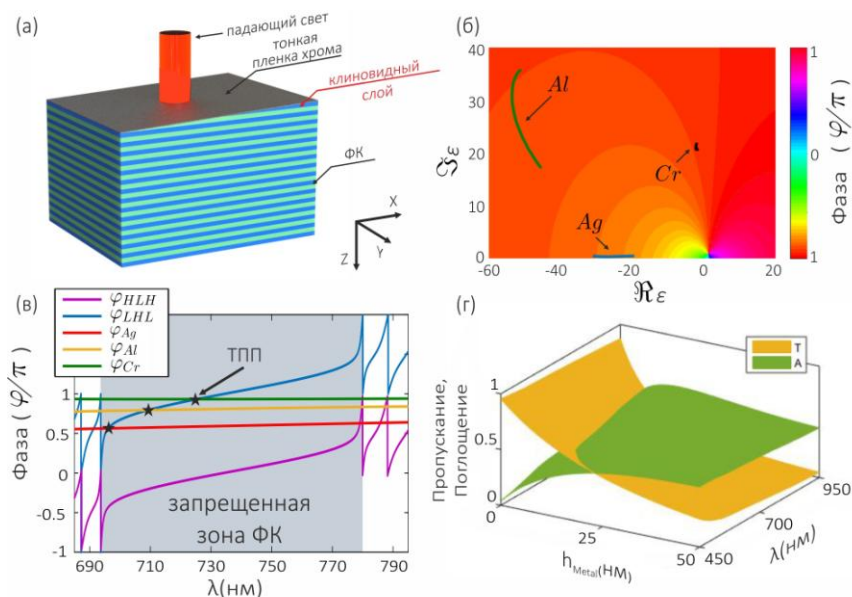 (а)
падающий свет
тонкая
пленка хрома
клиновидный
слой
ФК
X
Y
Z
(б)
40
30
20
10
0
ℑε
-60
-40
-20
0
20
ℜε
Al
Cr
Ag
1
0
1
Фаза (φ/π)
(в)
φHLH
φLHL
φAg
φAl
φCr
ТПП
1
0.5
0
-0.5
-1
Фаза (φ/π)
запрещенная
зона ФК
690
710
730
750
770
790
λ(нм)
(г)
T
A
1
0.5
0
Пропускание,
Поглощение
0
25
50
hMetal(нм)
450
700
950
λ(нм)